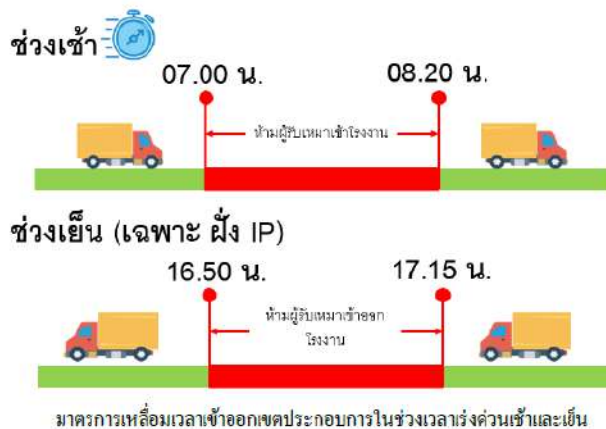 ช่วงเช้า
07.00 น. 08.20 น.
ห้ามผู้รับเหมาเข้าโรงงาน
ช่วงเย็น (เฉพาะ ฝั่ง IP)
16.50 น. 17.15 น.
ห้ามผู้รับเหมาเข้าออก
โรงงาน
มาตรการเหลื่อมเวลาเข้าออกเขตประกอบการในช่วงเวลาเร่งด่วนเช้าและเย็น